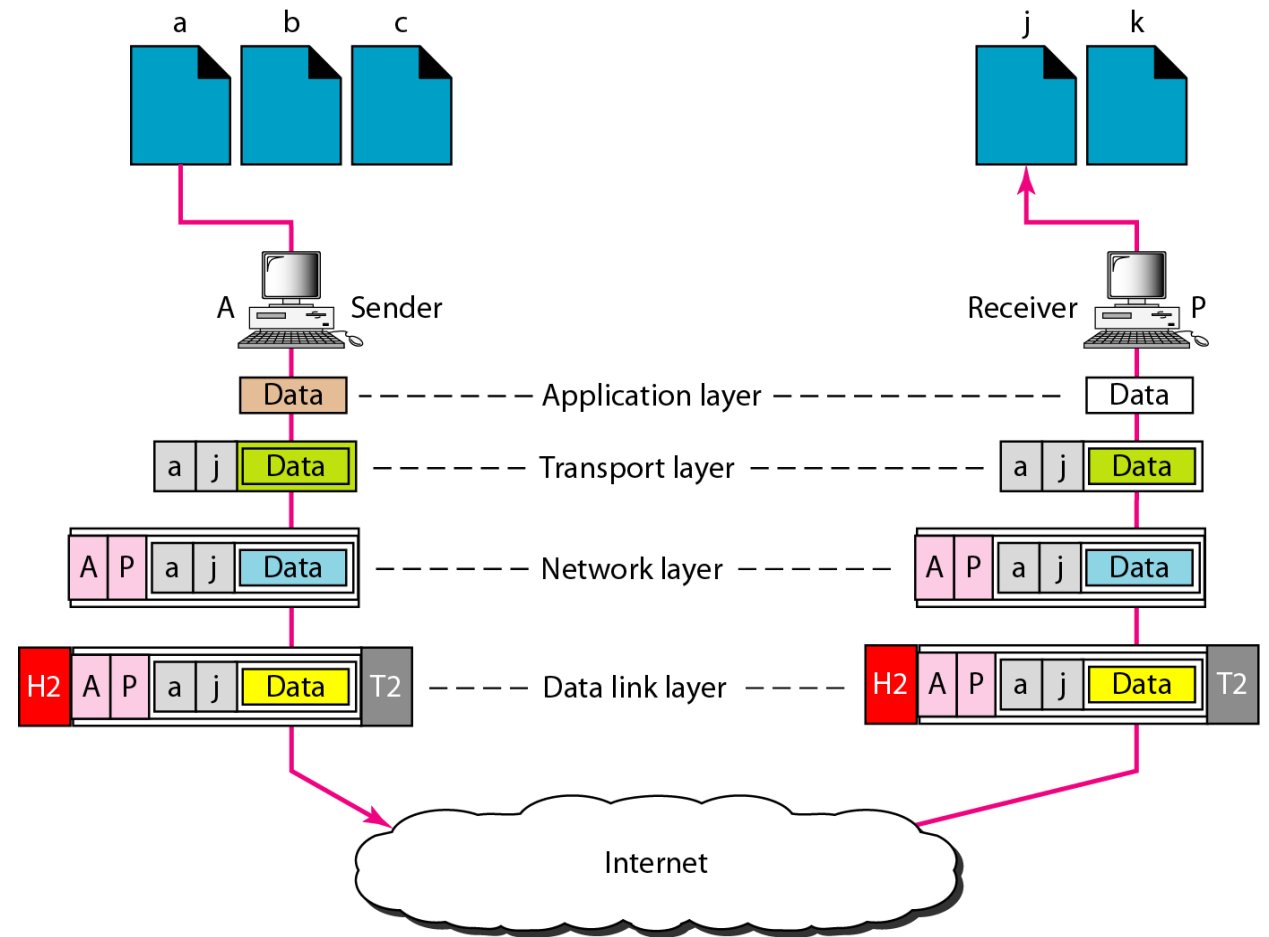 a b c j k
A Sender Receiver P
Data Application layer Data
a j Data Transport layer a j Data
A P a j Data Network layer A P a j Data
H2 A P a j Data T2 Data link layer H2 A P a j Data T2
Internet